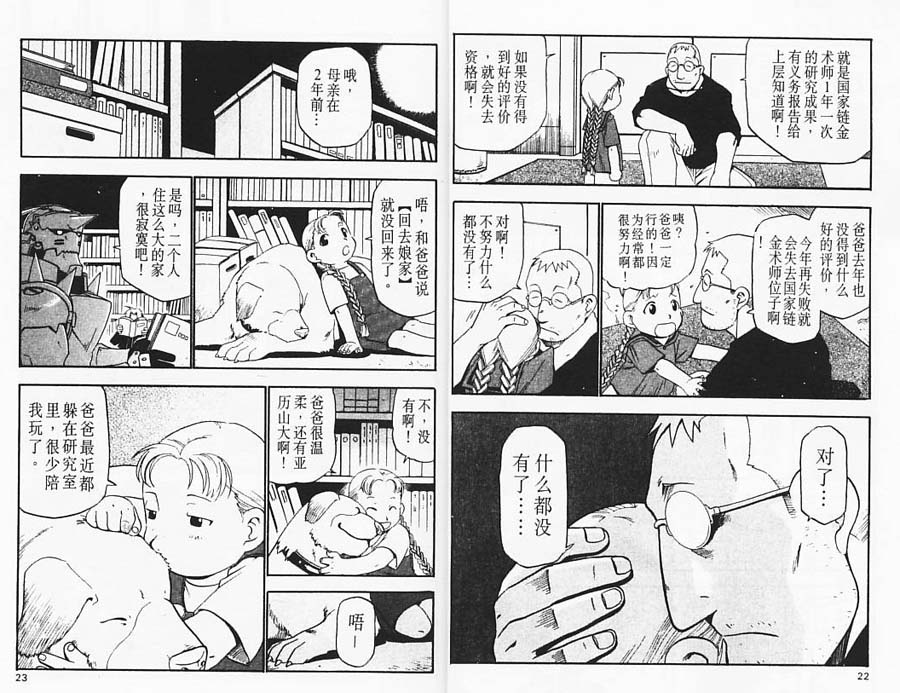 就是国家链金
术师1年一次
的研究成果，
有义务报告给
上层知道啊！
如果没有得
到好的评价
，就会失去
资格啊！
爸爸去年也
没得到什么
好的评价，
今年再失败就
会失去国家链
金术师位子啊
！
咦？
爸爸一定
行的！因
为经常都
很努力啊！
对啊！
不努力什么
都没有了…
对了…
什么都没
有了……
22
哦，
母亲在
2年前…
唔，和爸爸说
【回去娘家】
就没回来了。
是吗，二个人
住这么大的家
，很寂寞吧！
不，没
有啊！
爸爸很温
柔，还有亚
历山大啊！
唔－
爸爸最近都
躲在研究室
里，很少陪
我玩了。
23